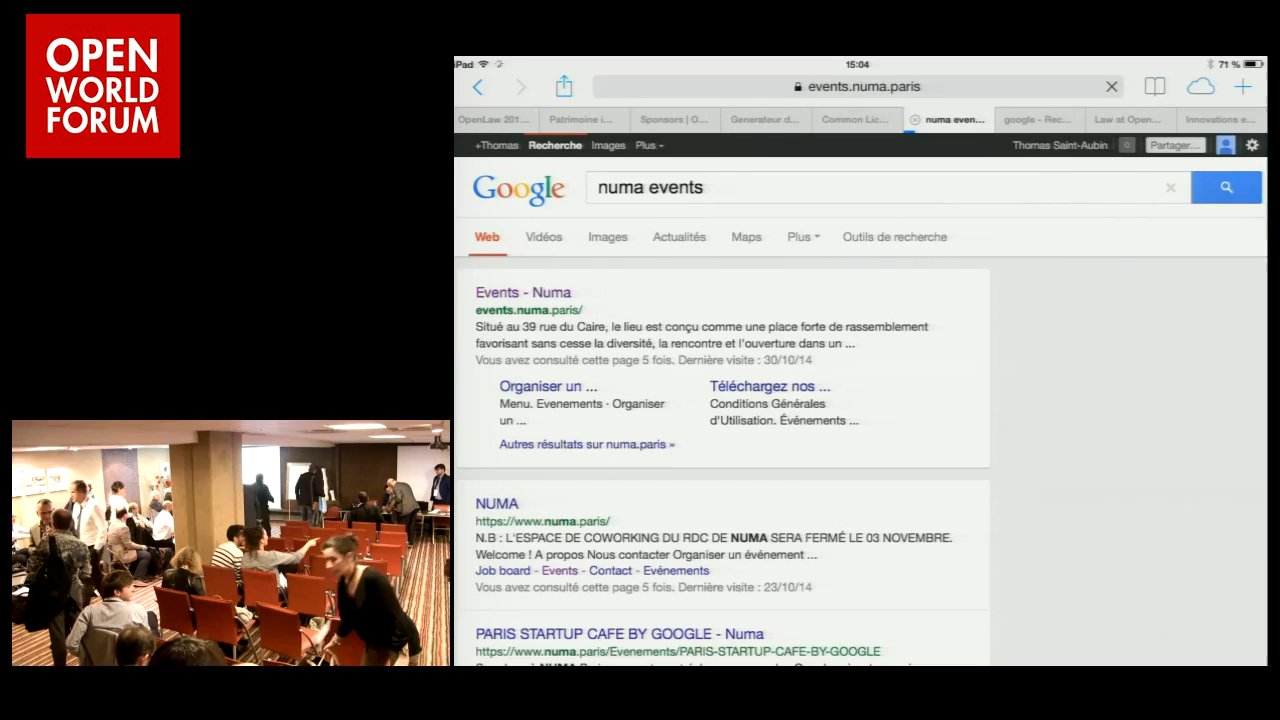 OPEN
WORLD
FORUM
iPad 15:04 71 %
events.numa.paris
OpenLaw 201... Patrimoine i... Sponsors | O... Generateur d... Common Lic... numa even... google - Rec... Law at Open... Innovations e...
+Thomas Recherche Images Plus Thomas Saint-Aubin 0 Partager...
Google numa events
Web Vidéos Images Actualités Maps Plus Outils de recherche
Events - Numa
events.numa.paris/
Situé au 39 rue du Caire, le lieu est conçu comme une place forte de rassemblement
favorisant sans cesse la diversité, la rencontre et l'ouverture dans un ...
Vous avez consulté cette page 5 fois. Dernière visite : 30/10/14
Organiser un ... Téléchargez nos ...
Menu. Evenements · Organiser Conditions Générales
un ... d'Utilisation. Événements ...
Autres résultats sur numa.paris »
NUMA
https://www.numa.paris/
N.B : L'ESPACE DE COWORKING DU RDC DE NUMA SERA FERMÉ LE 03 NOVEMBRE.
Welcome ! A propos Nous contacter Organiser un événement ...
Job board - Events - Contact - Evénements
Vous avez consulté cette page 5 fois. Dernière visite : 23/10/14
PARIS STARTUP CAFE BY GOOGLE - Numa
https://www.numa.paris/Evenements/PARIS-STARTUP-CAFE-BY-GOOGLE